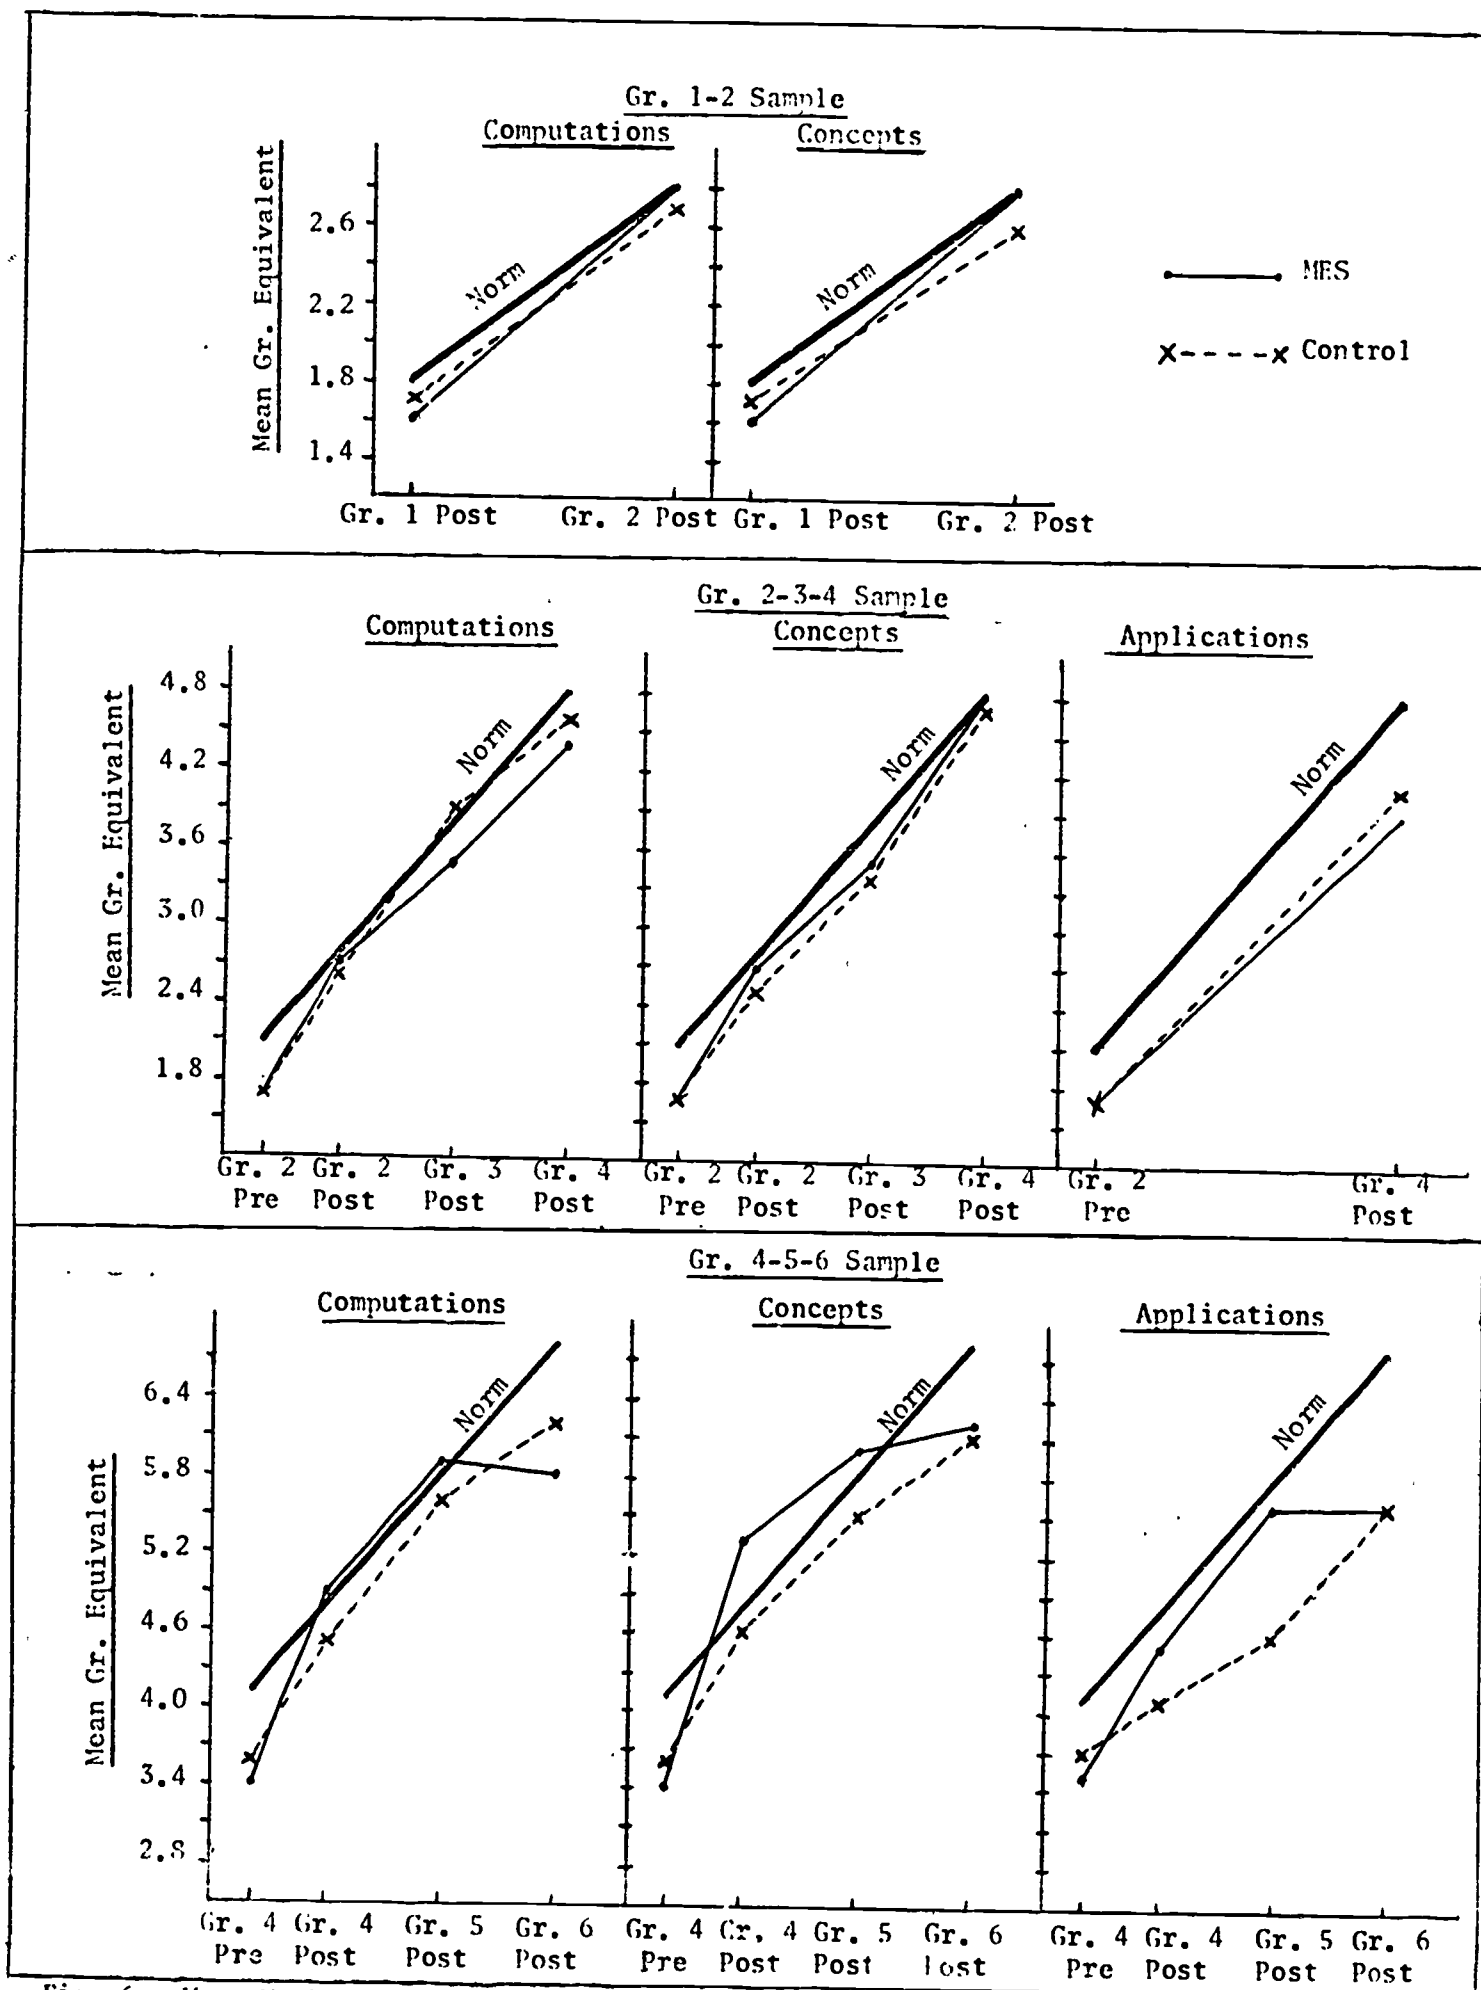 Gr. 1-2 Sample
Computations
Concepts
Mean Gr. Equivalent
2.6
2.2
1.8
1.4
Norm
Norm
MES
x----x Control
Gr. 1 Post
Gr. 2 Post
Gr. 1 Post
Gr. 2 Post
Gr. 2-3-4 Sample
Computations
Concepts
Applications
Mean Gr. Equivalent
4.8
4.2
3.6
3.0
2.4
1.8
Norm
Norm
Norm
Gr. 2 Gr. 2 Gr. 3 Gr. 4
Pre Post Post Post
Gr. 2 Gr. 2 Gr. 3 Gr. 4
Pre Post Post Post
Gr. 2 Gr. 4
Pre Post
Gr. 4-5-6 Sample
Computations
Concepts
Applications
Mean Gr. Equivalent
6.4
5.8
5.2
4.6
4.0
3.4
2.8
Norm
Norm
Norm
Gr. 4 Gr. 4 Gr. 5 Gr. 6
Pre Post Post Post
Gr. 4 Gr. 4 Gr. 5 Gr. 6
Pre Post Post Post
Gr. 4 Gr. 4 Gr. 5 Gr. 6
Pre Post Post Post